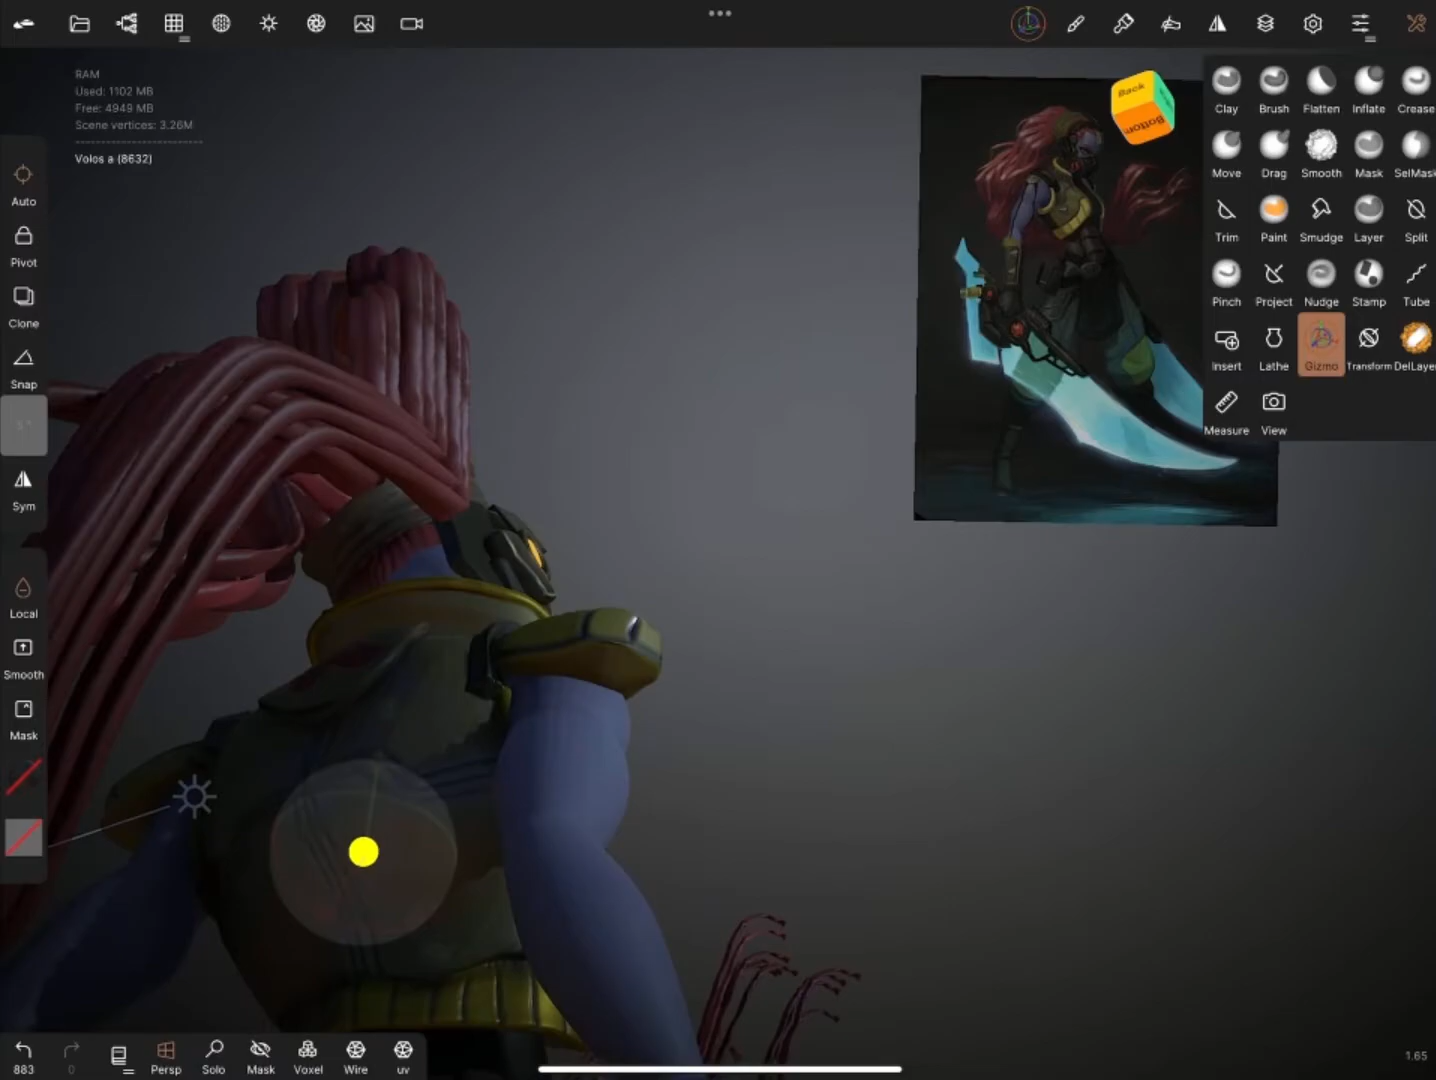 RAM
Used: 1102 MB
Free: 4949 MB
Scene vertices: 3.26M
Volos a (8632)
Back
Bottom
Clay Brush Flatten Inflate Crease
Move Drag Smooth Mask SelMask
Trim Paint Smudge Layer Split
Pinch Project Nudge Stamp Tube
Insert Lathe Gizmo Transform DelLayer
Measure View
Auto
Pivot
Clone
Snap
5°
Sym
Local
Smooth
Mask
883 0 Persp Solo Mask Voxel Wire uv
1.65